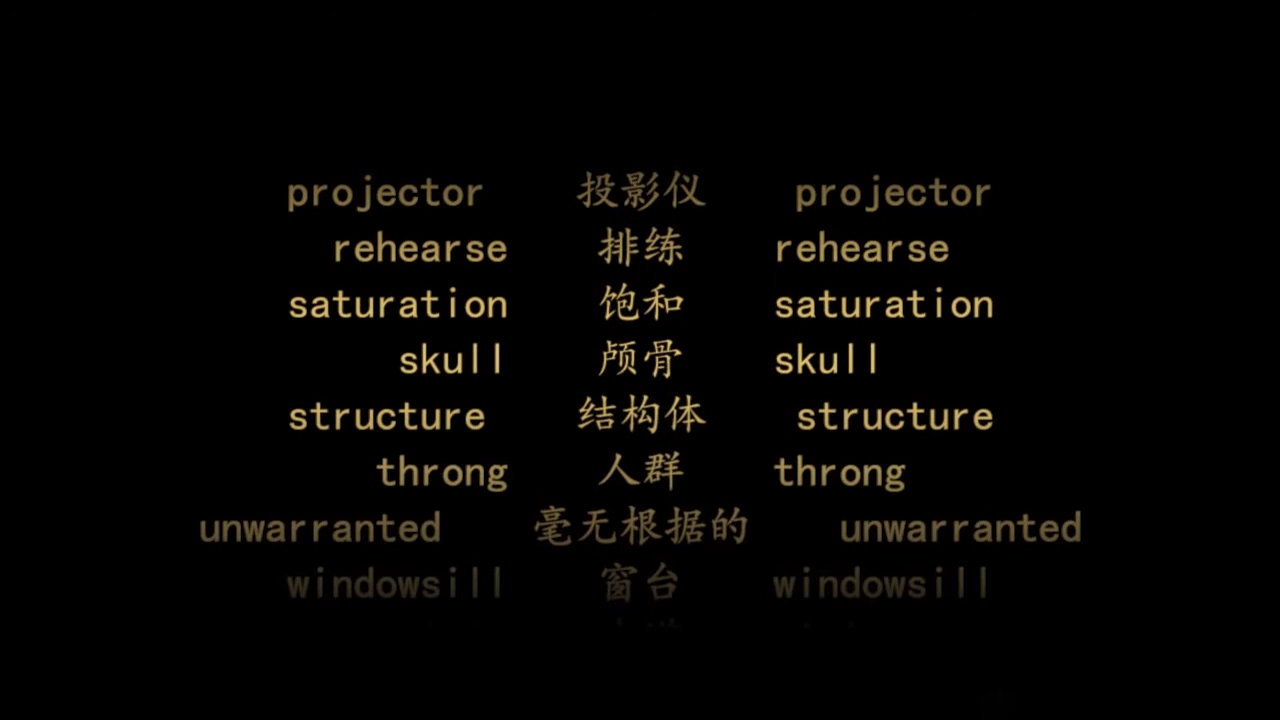 projector 投影仪 projector
rehearse 排练 rehearse
saturation 饱和 saturation
skull 颅骨 skull
structure 结构体 structure
throng 人群 throng
unwarranted 毫无根据的 unwarranted
windowsill 窗台 windowsill